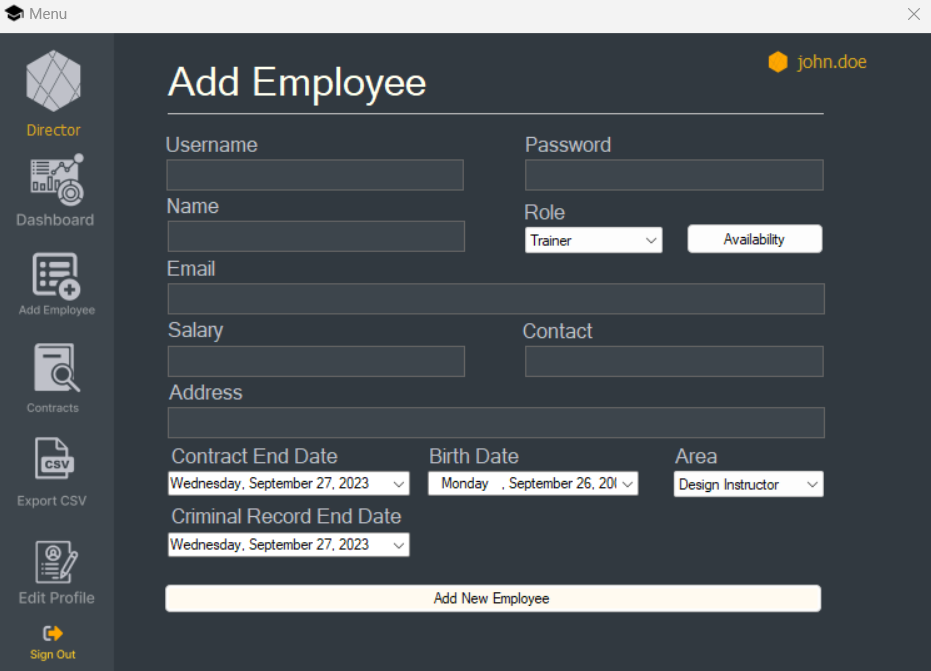 Menu
john.doe
Add Employee
Director
Dashboard
Add Employee
Contracts
CSV
Export CSV
Edit Profile
Sign Out
Username
Password
Name
Role
Trainer
Availability
Email
Salary
Contact
Address
Contract End Date
Birth Date
Area
Wednesday, September 27, 2023
Monday , September 26,
Design Instructor
Criminal Record End Date
Wednesday, September 27, 2023
Add New Employee